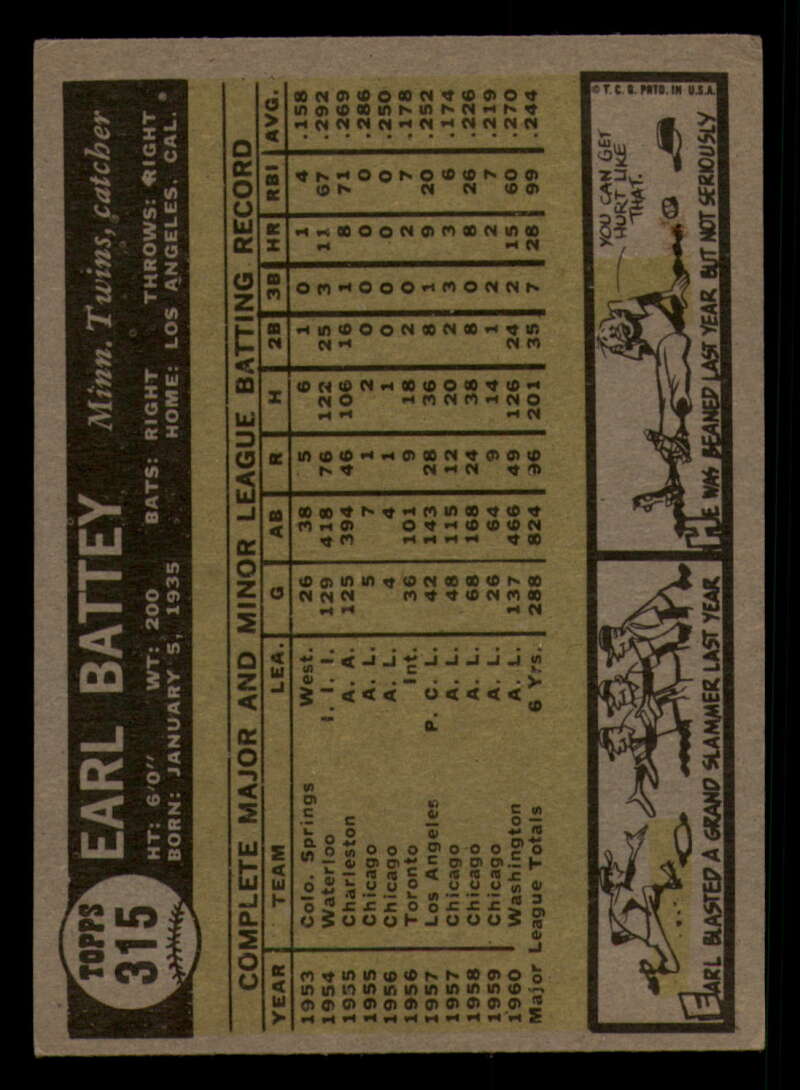 TOPPS
315
EARL BATTEY Minn. Twins, catcher
HT: 6'0" WT: 200 BATS: RIGHT THROWS: RIGHT
BORN: JANUARY 5, 1935 HOME: LOS ANGELES, CAL.
COMPLETE MAJOR AND MINOR LEAGUE BATTING RECORD
YEAR TEAM LEA. G AB R H 2B 3B HR RBI AVG.
1953 Colo. Springs West. 26 38 5 6 1 0 1 4 .158
1954 Waterloo I. I. I. 129 418 76 122 25 3 11 67 .292
1955 Charleston A. A. 125 394 46 106 16 1 8 71 .269
1955 Chicago A. L. 5 7 1 2 0 0 0 0 .286
1956 Chicago A. L. 4 4 1 1 0 0 0 0 .250
1956 Toronto Int. 36 101 9 18 2 0 2 7 .178
1957 Los Angeles P. C. L. 42 143 28 36 8 1 9 20 .252
1957 Chicago A. L. 48 115 12 20 2 3 3 6 .174
1958 Chicago A. L. 68 168 24 38 8 0 8 26 .226
1959 Chicago A. L. 26 64 9 14 1 2 2 7 .219
1960 Washington A. L. 137 466 49 126 24 2 15 60 .270
Major League Totals 6 Yrs. 288 824 96 201 35 7 28 99 .244
EARL BLASTED A GRAND SLAMMER LAST YEAR
© T. C. G. PRTD. IN U.S.A.
YOU CAN GET
HURT LIKE
THAT.
HE WAS BEANED LAST YEAR BUT NOT SERIOUSLY